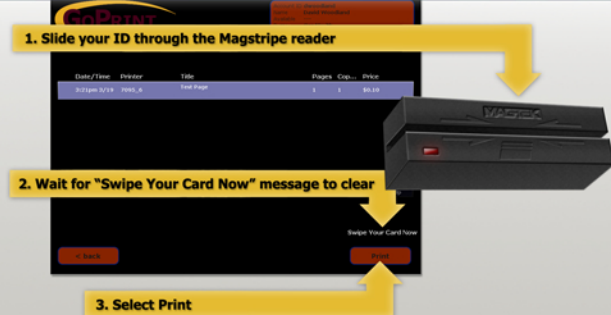 GoPrint
1. Slide your ID through the Magstripe reader
Date/Time Printer Title Pages Cop... Price
3:21pm 3/19 Test Page 1 1 $0.10
MAGTEK
2. Wait for “Swipe Your Card Now” message to clear
Swipe Your Card Now
< back Print
3. Select Print